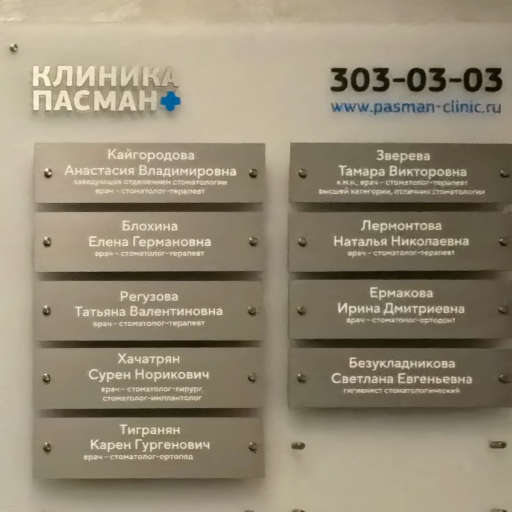 КЛИНИКА
ПАСМАН
303-03-03
www.pasman-clinic.ru
Кайгородова
Анастасия Владимировна
заведующая отделением стоматологии
врач - стоматолог-терапевт
Блохина
Елена Германовна
врач - стоматолог-терапевт
Регузова
Татьяна Валентиновна
врач - стоматолог-терапевт
Хачатрян
Сурен Норикович
врач - стоматолог-хирург,
стоматолог-имплантолог
Тигранян
Карен Гургенович
врач - стоматолог-ортопед
Зверева
Тамара Викторовна
к.м.н., врач - стоматолог-терапевт
высшей категории, отличник стоматологии
Лермонтова
Наталья Николаевна
врач - стоматолог-терапевт
Ермакова
Ирина Дмитриевна
врач - стоматолог-ортодонт
Безукладникова
Светлана Евгеньевна
гигиенист стоматологический